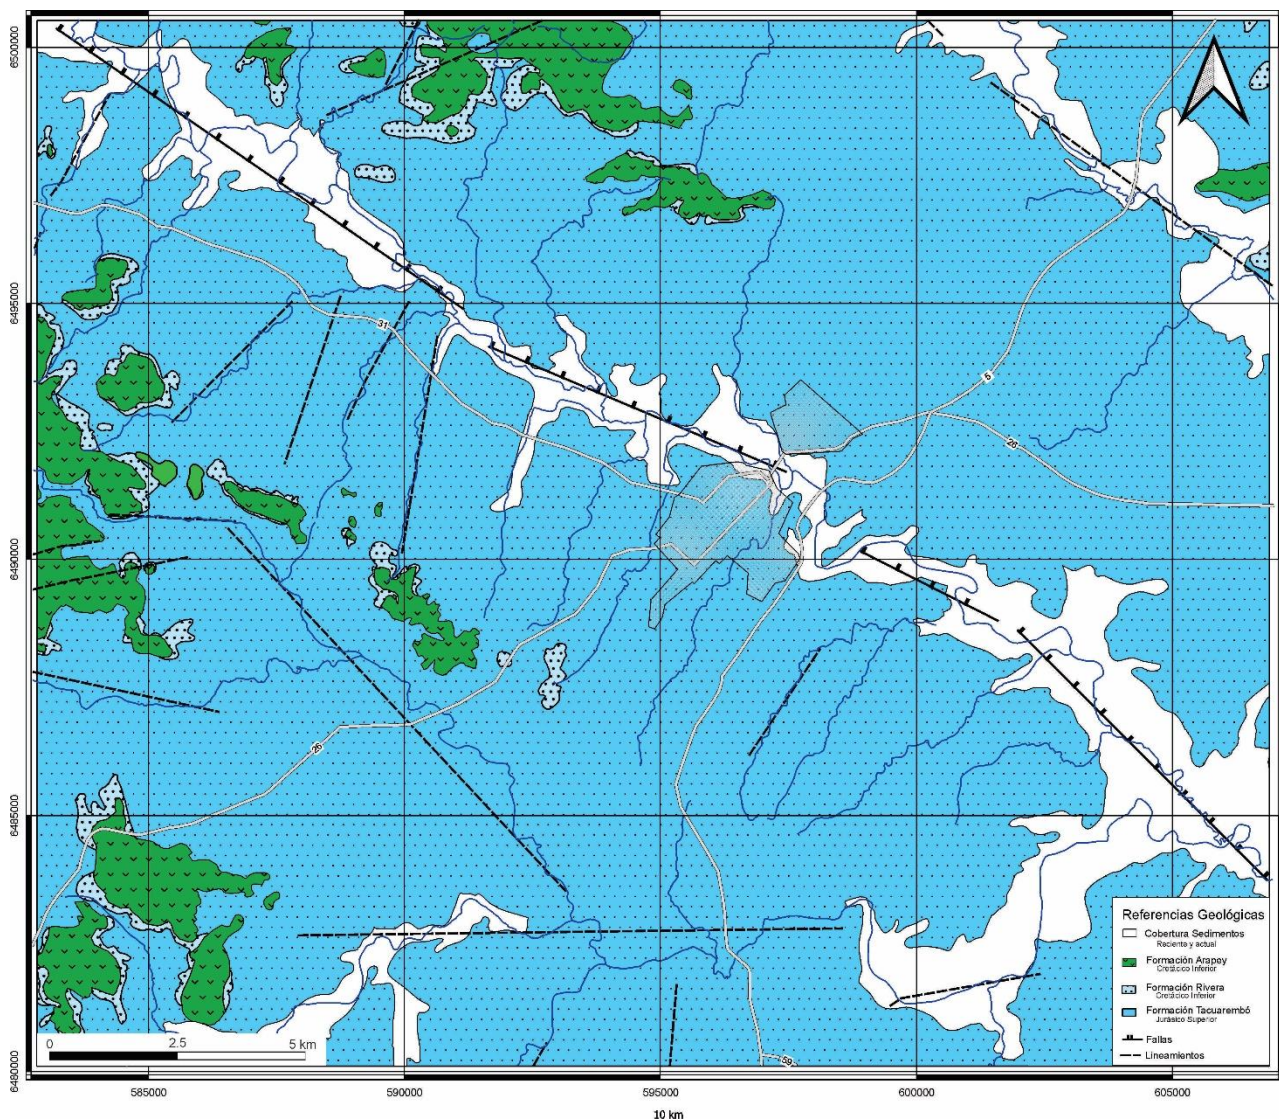 6500000
6495000
6490000
6485000
6480000
31
5
26
26
59
Referencias Geológicas
Cobertura Sedimentos
Reciente y actual
Formación Arapey
Cretácico Inferior
Formación Rivera
Cretácico Inferior
Formación Tacuarembó
Jurásico Superior
Fallas
Lineamientos
0 2.5 5 km
585000 590000 595000 600000 605000
10 km